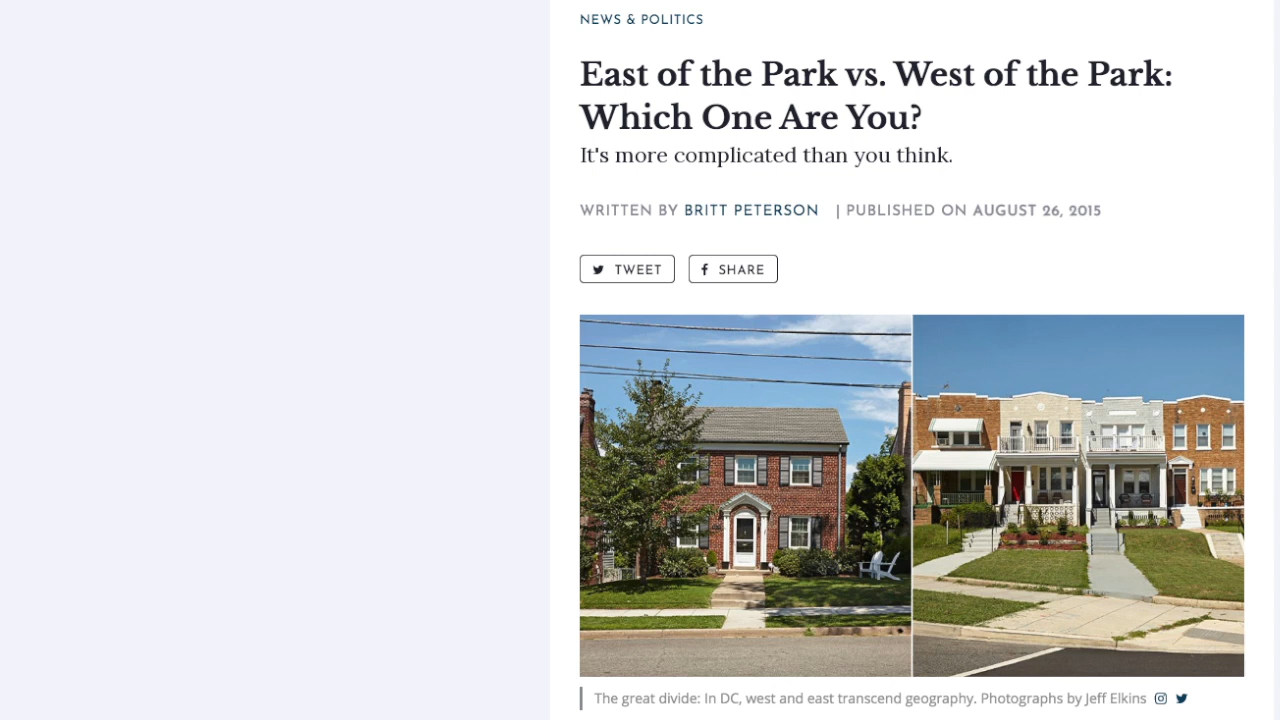 NEWS & POLITICS
East of the Park vs. West of the Park:
Which One Are You?
It's more complicated than you think.
WRITTEN BY BRITT PETERSON | PUBLISHED ON AUGUST 26, 2015
TWEET SHARE
The great divide: In DC, west and east transcend geography. Photographs by Jeff Elkins